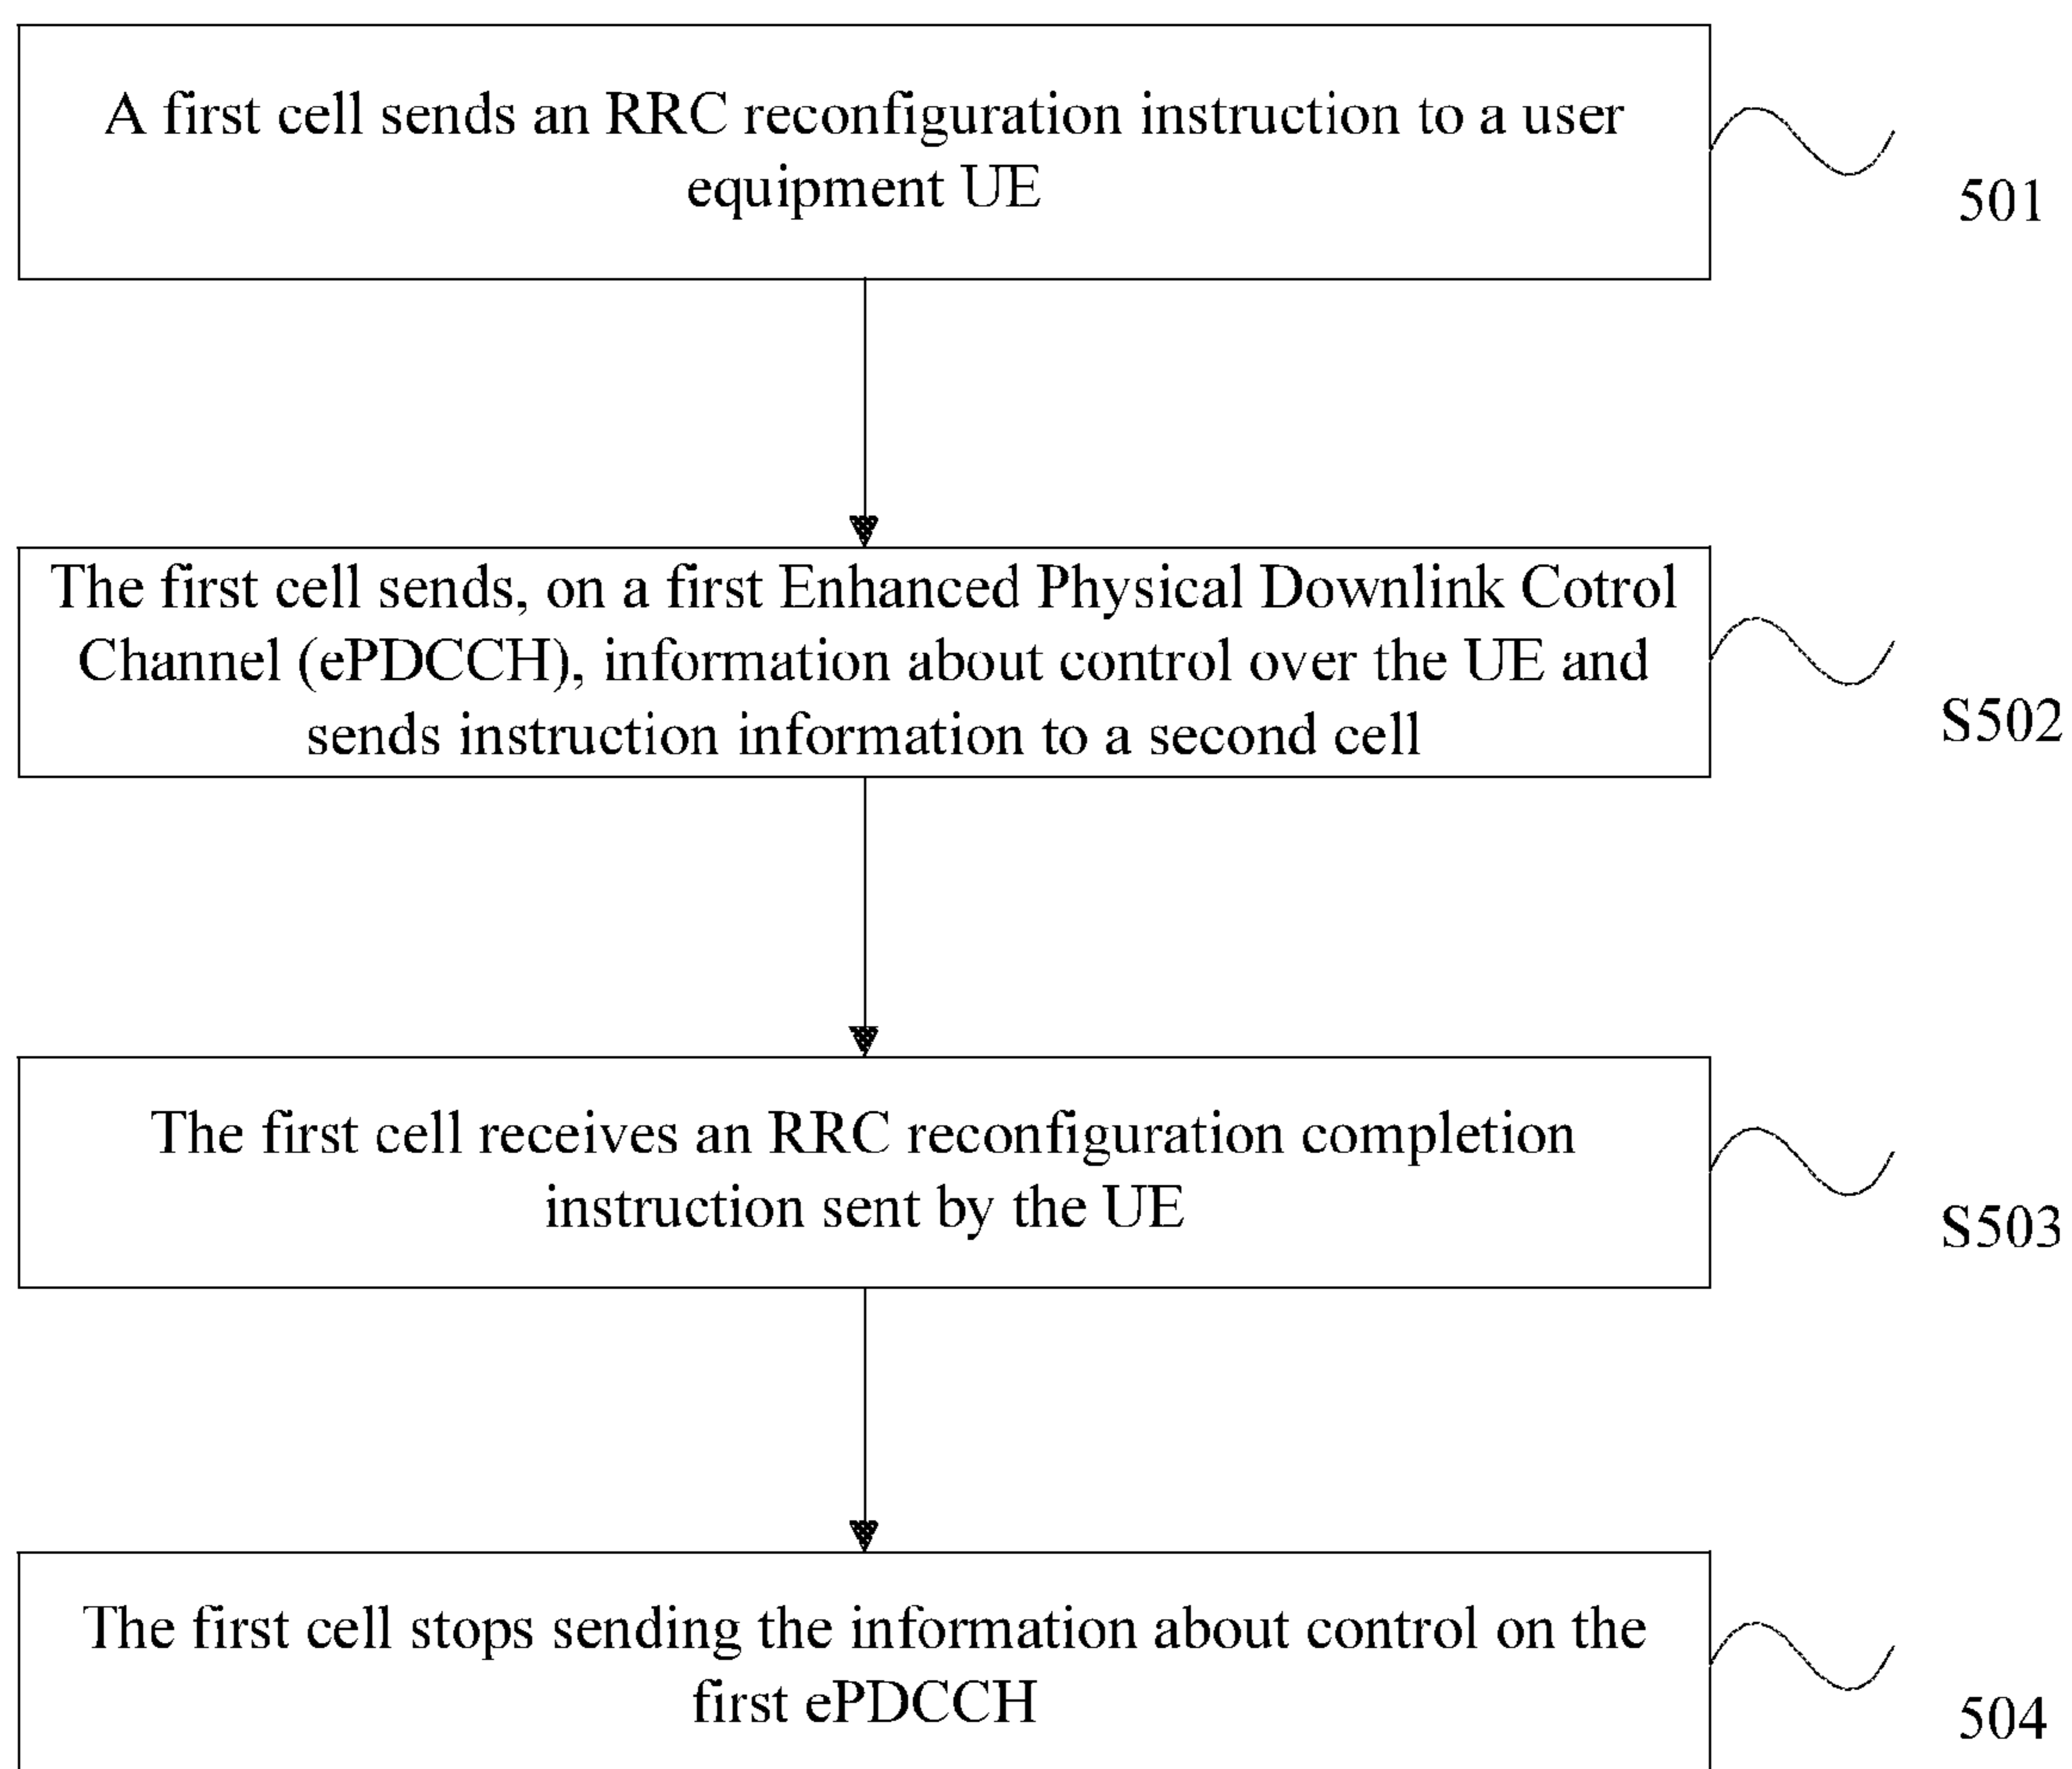 A first cell sends an RRC reconfiguration instruction to a user
equipment UE
501
The first cell sends, on a first Enhanced Physical Downlink Cotrol
Channel (ePDCCH), information about control over the UE and
sends instruction information to a second cell
S502
The first cell receives an RRC reconfiguration completion
instruction sent by the UE
S503
The first cell stops sending the information about control on the
first ePDCCH
504